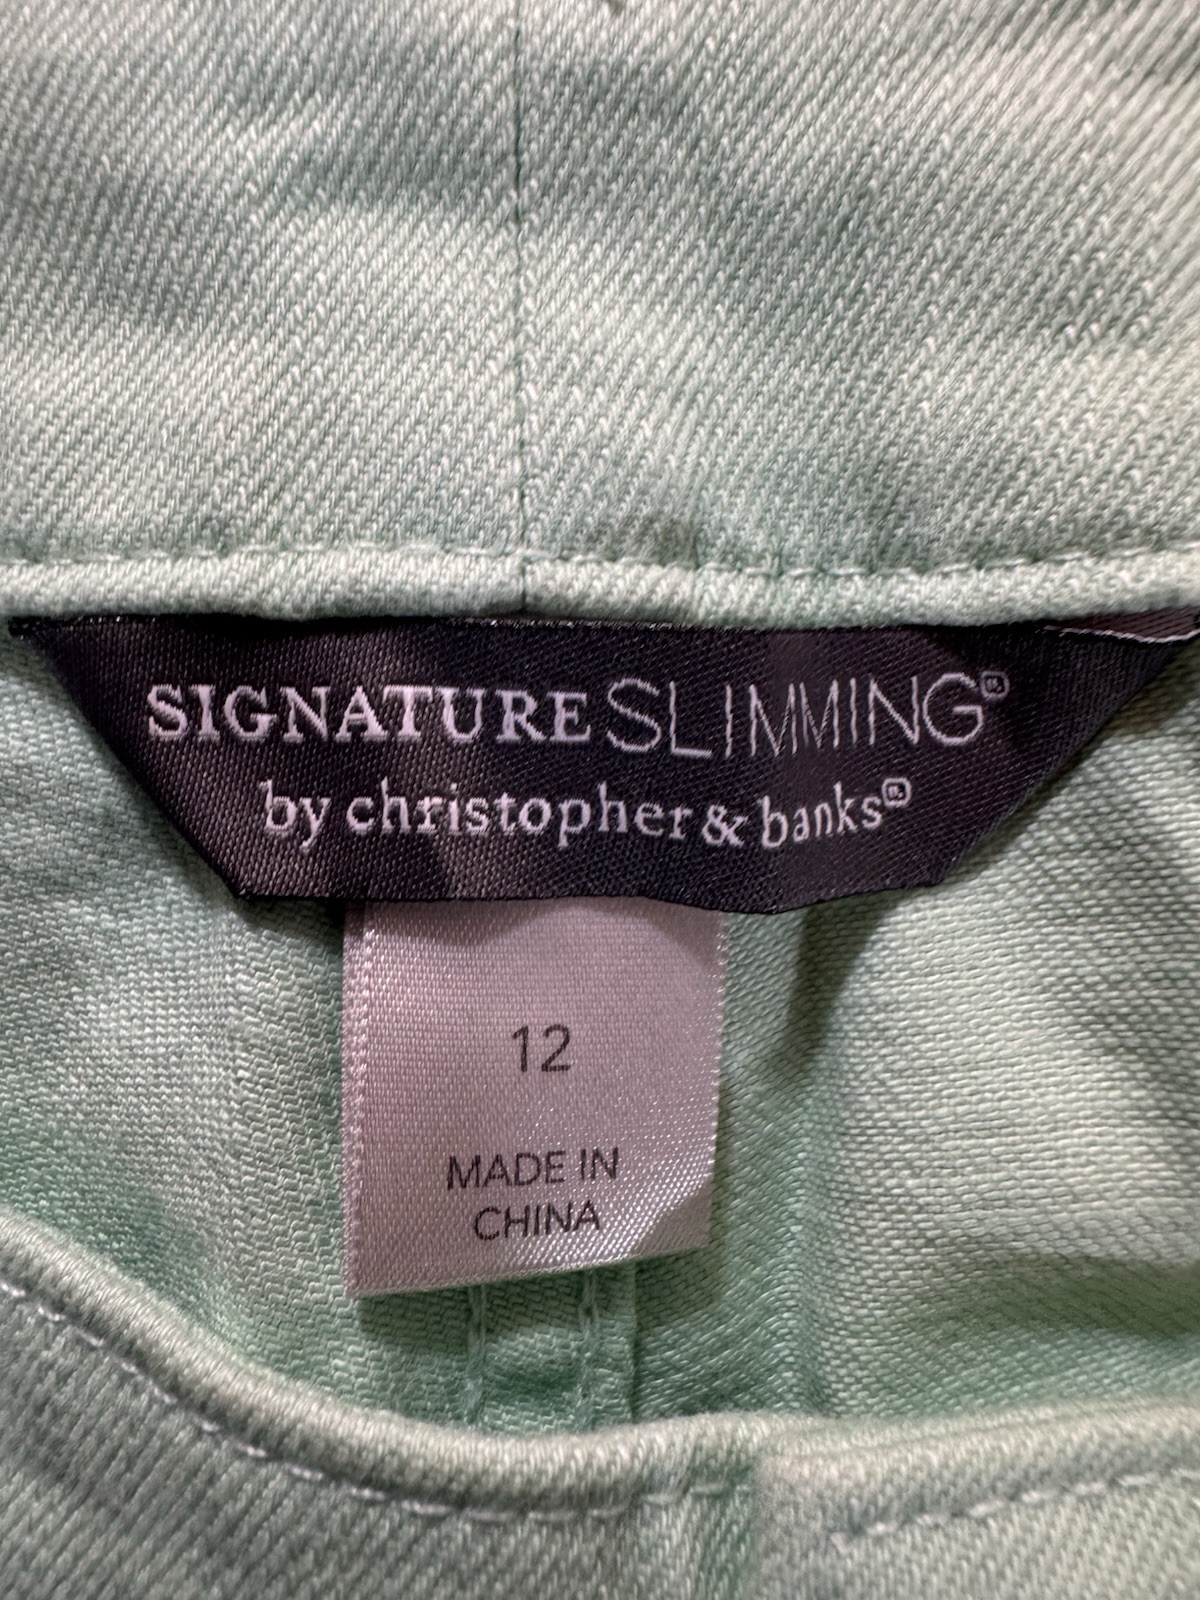 SIGNATURE SLIMMING®
by christopher & banks®
12
MADE IN
CHINA